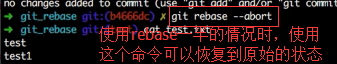 no changes added to commit (use "git add" and/or "git commit
→ git_rebase git:(b4666dc) ✗ git rebase --abort
→ git_rebase git:( cat test.txt
test
test1
使用rebase一半的情况时,使用
这个命令可以恢复到原始的状态